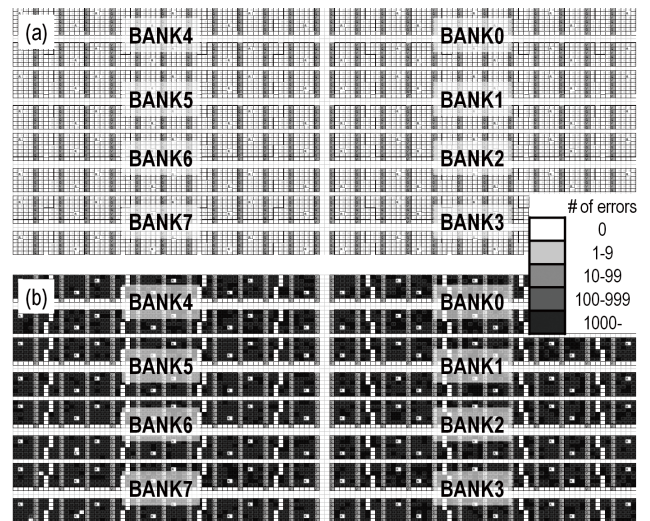 (a)
BANK4 BANK0
BANK5 BANK1
BANK6 BANK2
BANK7 BANK3
# of errors
0
1-9
10-99
100-999
1000-
(b)
BANK4 BANK0
BANK5 BANK1
BANK6 BANK2
BANK7 BANK3